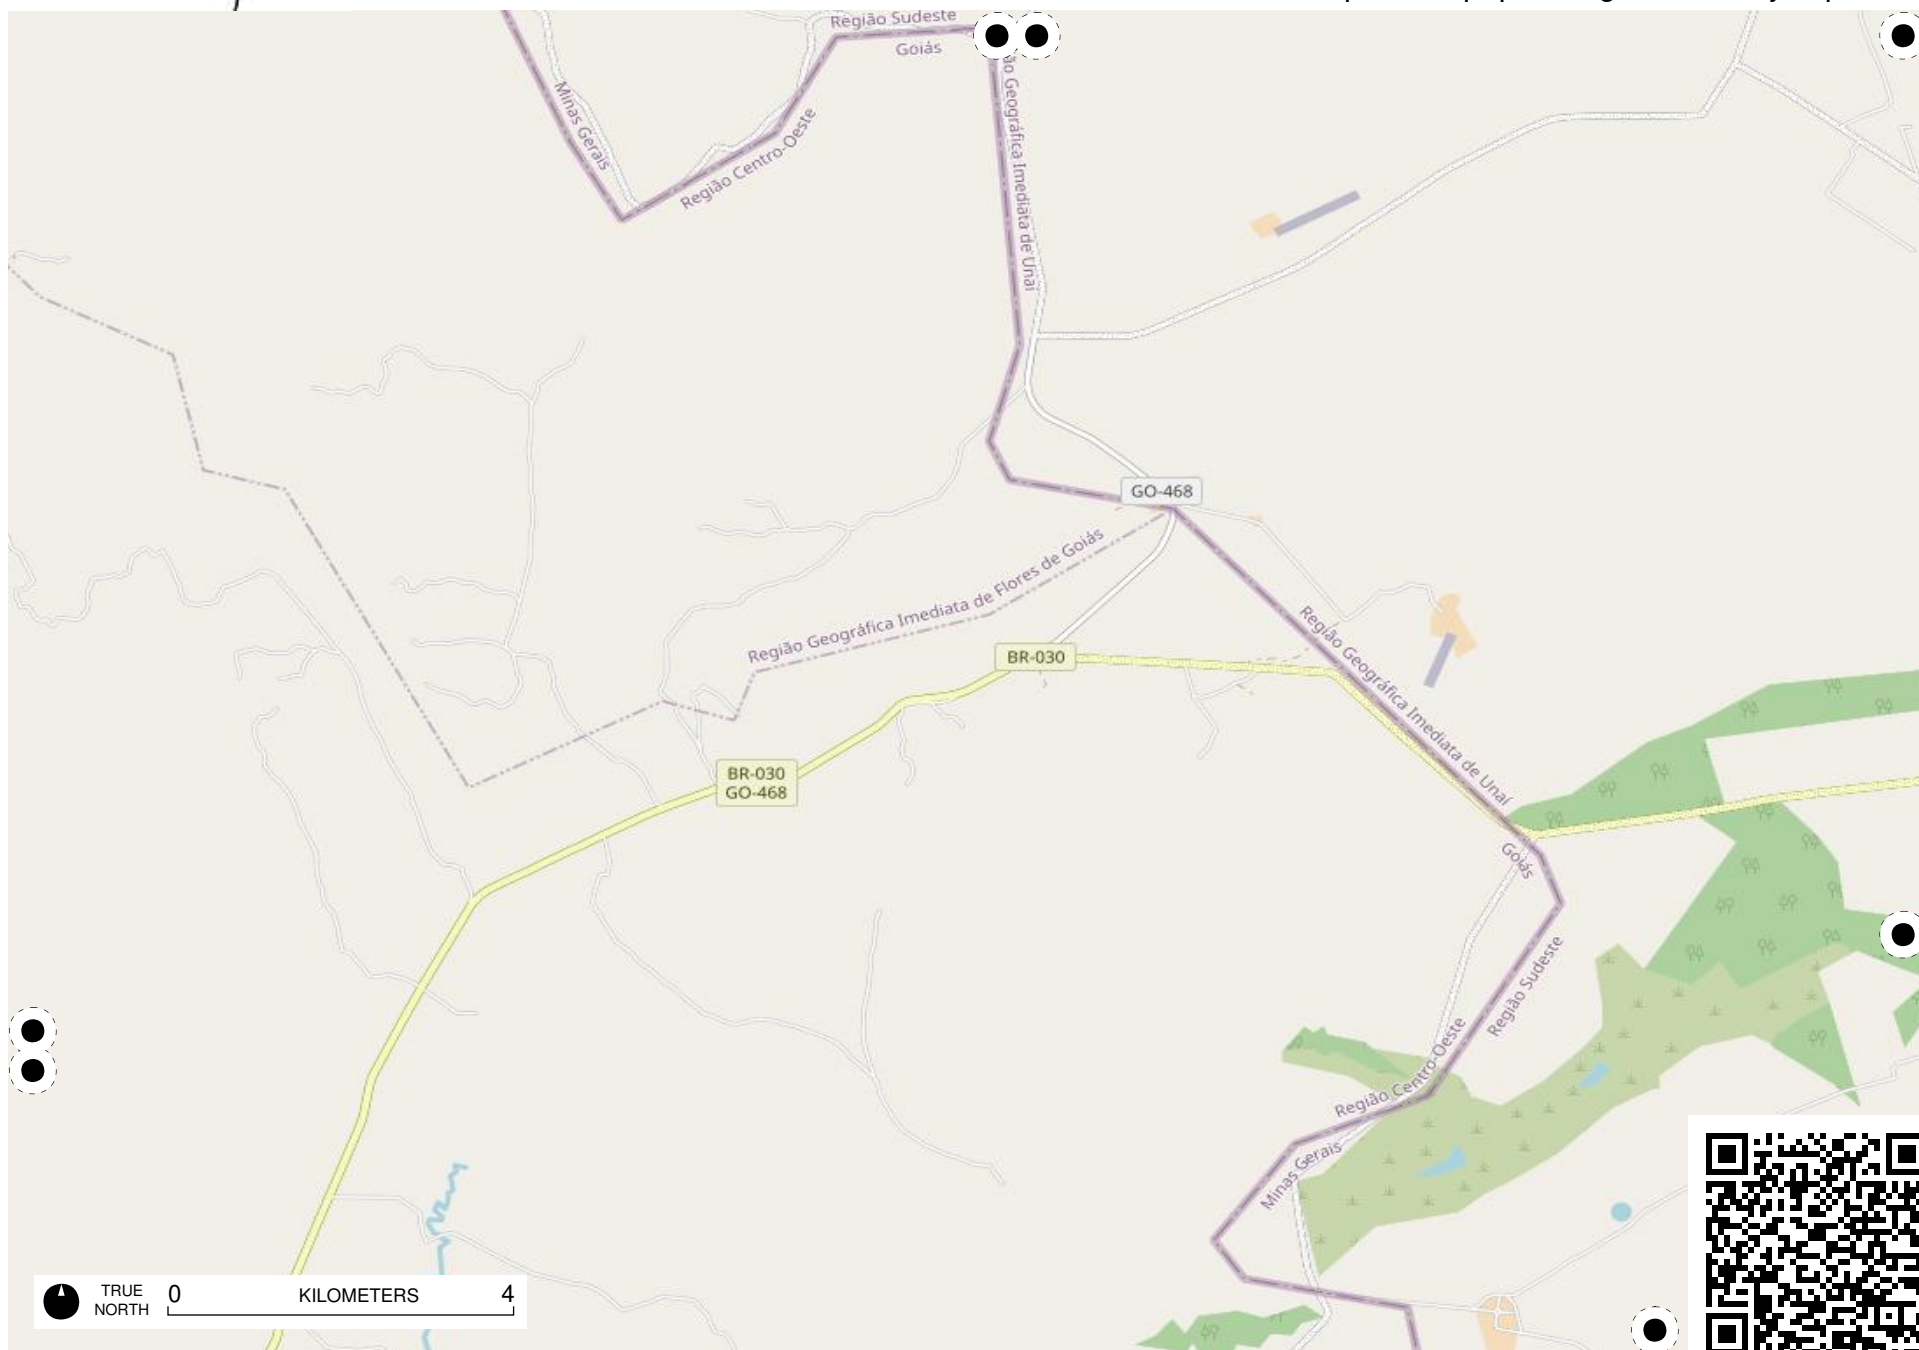 Região Sudeste
Goiás
Minas Gerais
Região Centro-Oeste
Geográfica Imediata de Unaí
GO-468
Região Geográfica Imediata de Flores de Goiás
Região Geográfica Imediata de Unaí
BR-030
BR-030
GO-468
Goiás
Região Sudeste
Região Centro-Oeste
Minas Gerais
TRUE
NORTH
0 KILOMETERS 4